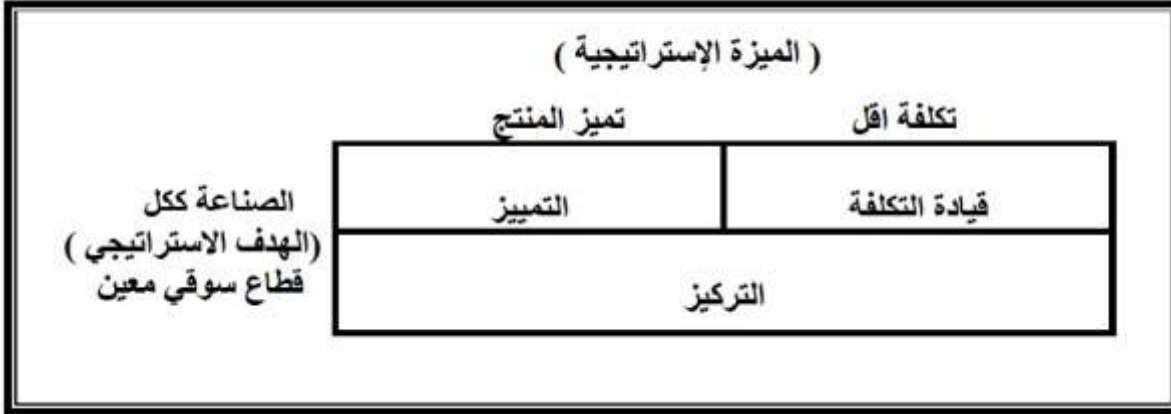 ( الميزة الإستراتيجية )
تكلفة اقل
تميز المنتج
قيادة التكلفة
التمييز
الصناعة ككل
(الهدف الاستراتيجي )
قطاع سوقي معين
التركيز